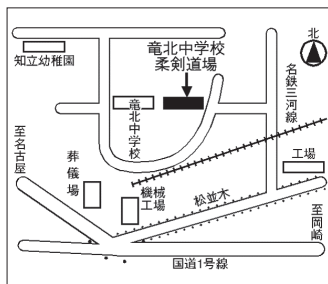 北
竜北中学校
柔剣道場
知立幼稚園
竜北中学校
名鉄三河線
至名古屋
葬儀場
機械
工場
松並木
工場
至岡崎
国道1号線